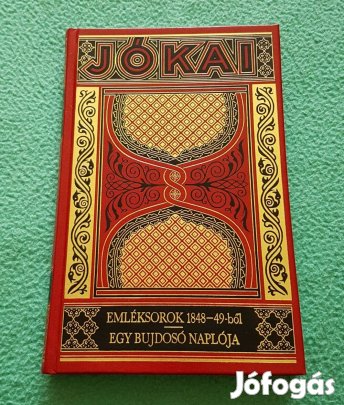 JÓKAI
EMLÉKSOROK 1848-49-ből
EGY BUJDOSÓ NAPLÓJA
Jófogás